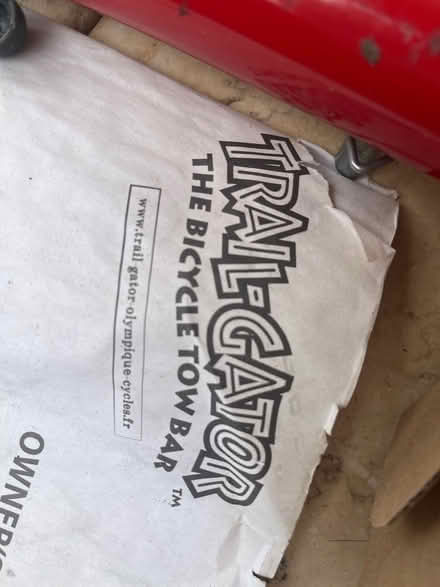 TRAIL-GATOR
THE BICYCLE TOW BAR ™
www.trail-gator-olympique-cycles.fr